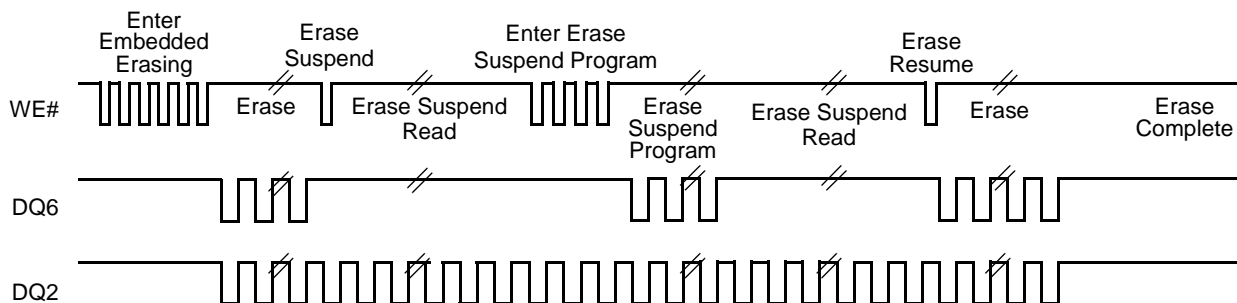 Enter
Embedded
Erasing
Erase
Suspend
Enter Erase
Suspend Program
Erase
Resume
WE#
Erase
Erase Suspend
Read
Erase
Suspend
Program
Erase Suspend
Read
Erase
Erase
Complete
DQ6
DQ2